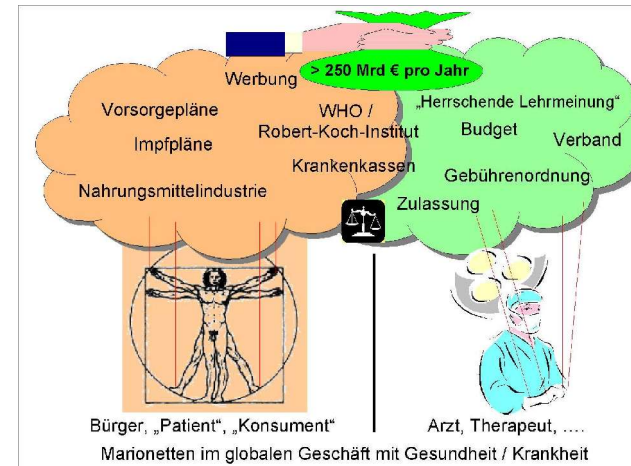 > 250 Mrd € pro Jahr
Werbung
Vorsorgepläne
Impfpläne
WHO /
Robert-Koch-Institut
Krankenkassen
Nahrungsmittelindustrie
„Herrschende Lehrmeinung“
Budget
Verband
Gebührenordnung
Zulassung
Bürger, „Patient“, „Konsument“
Arzt, Therapeut, ....
Marionetten im globalen Geschäft mit Gesundheit / Krankheit